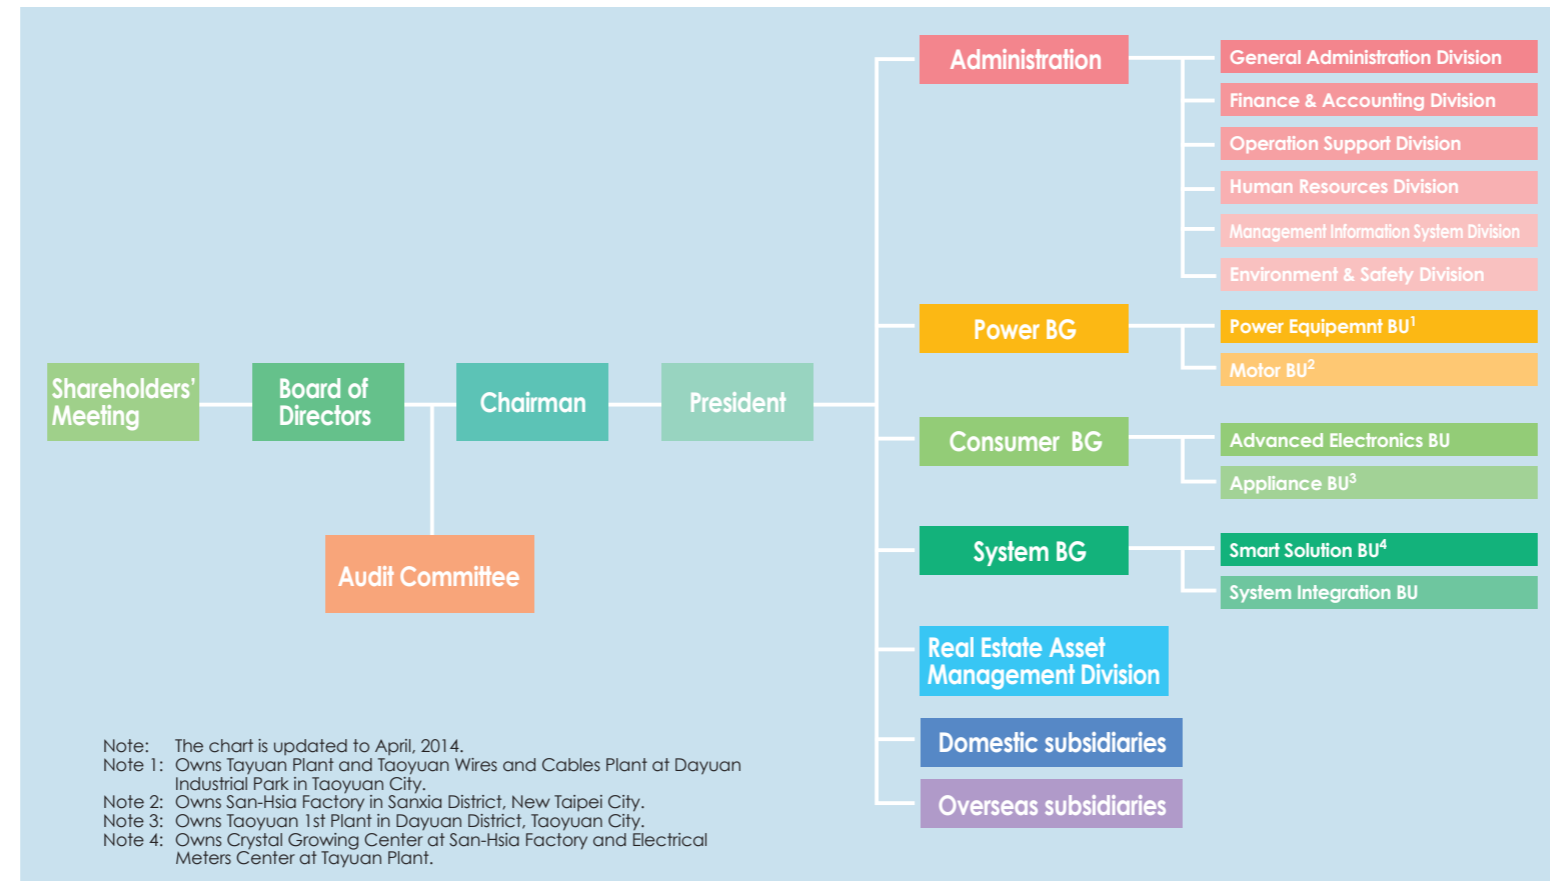 Shareholders'
Meeting
Board of
Directors
Chairman
President
Audit Committee
Administration
General Administration Division
Finance & Accounting Division
Operation Support Division
Human Resources Division
Management Information System Division
Environment & Safety Division
Power BG
Power Equipemnt BU1
Motor BU2
Consumer BG
Advanced Electronics BU
Appliance BU3
System BG
Smart Solution BU4
System Integration BU
Real Estate Asset
Management Division
Domestic subsidiaries
Overseas subsidiaries
Note: The chart is updated to April, 2014.
Note 1: Owns Tayuan Plant and Taoyuan Wires and Cables Plant at Dayuan
Industrial Park in Taoyuan City.
Note 2: Owns San-Hsia Factory in Sanxia District, New Taipei City.
Note 3: Owns Taoyuan 1st Plant in Dayuan District, Taoyuan City.
Note 4: Owns Crystal Growing Center at San-Hsia Factory and Electrical
Meters Center at Tayuan Plant.